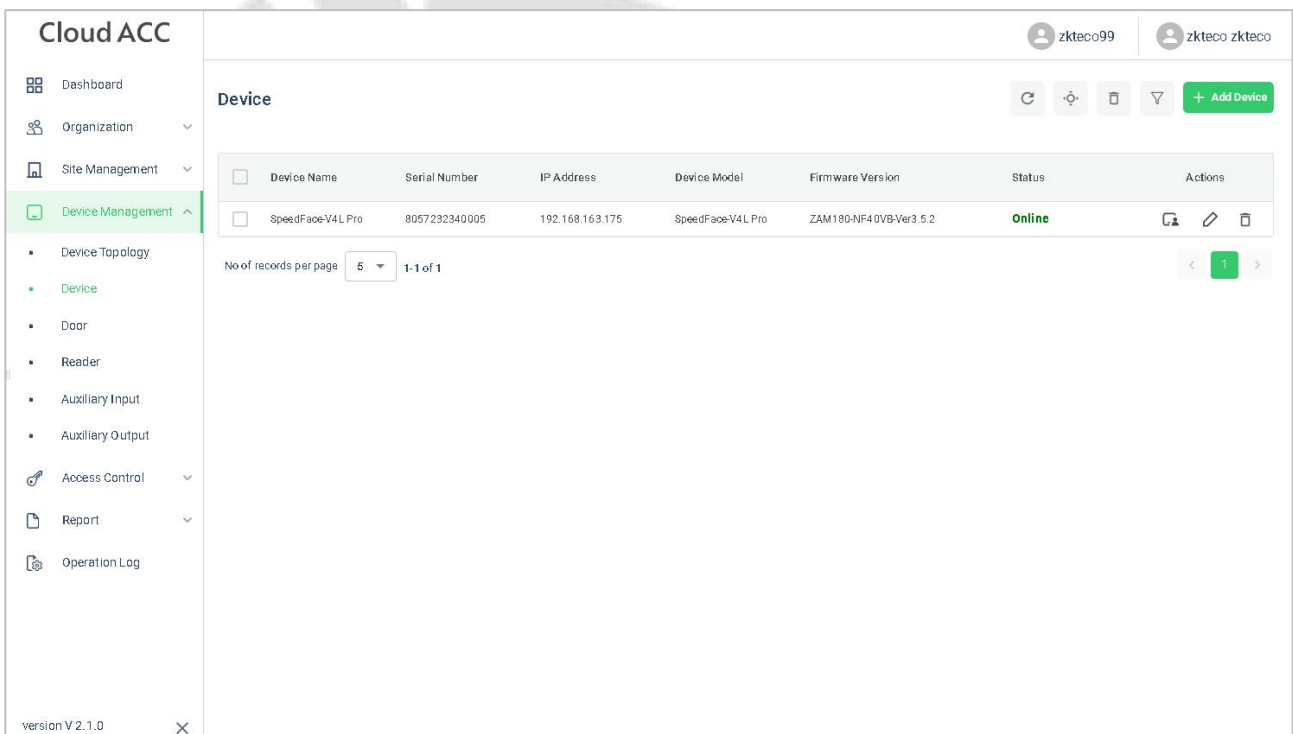 Cloud ACC
zkteco99
zkteco zkteco
Dashboard
Organization
Site Management
Device Management
Device Topology
Device
Door
Reader
Auxiliary Input
Auxiliary Output
Access Control
Report
Operation Log
version V 2.1.0
Device
+ Add Device
Device Name Serial Number IP Address Device Model Firmware Version Status Actions
SpeedFace-V4L Pro 8057232340005 192.168.163.175 SpeedFace-V4L Pro ZAM180-NF40VB-Ver3.5.2 Online
No of records per page 5 1-1 of 1 < 1 >